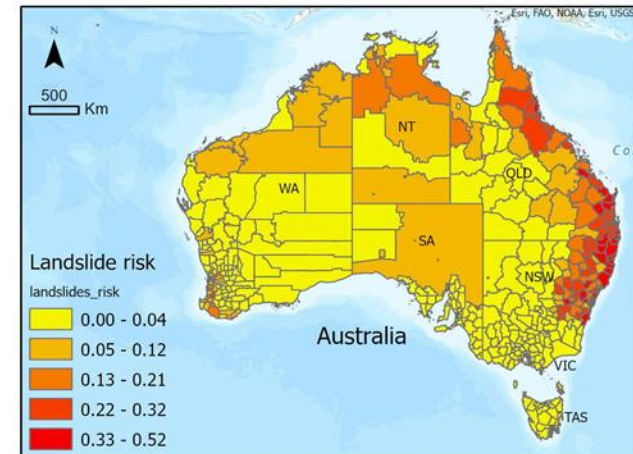 Esri, FAO, NOAA, Esri, USGS
N
500 Km
NT
QLD
WA
SA
NSW
Landslide risk
landslides_risk
0.00 - 0.04
0.05 - 0.12
0.13 - 0.21
0.22 - 0.32
0.33 - 0.52
Australia
VIC
TAS
C o